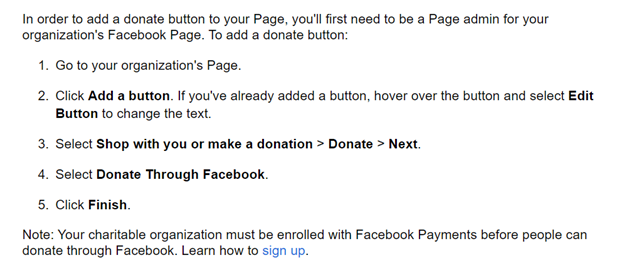 In order to add a donate button to your Page, you'll first need to be a Page admin for your
organization's Facebook Page. To add a donate button:
1. Go to your organization's Page.
2. Click Add a button. If you've already added a button, hover over the button and select Edit
Button to change the text.
3. Select Shop with you or make a donation > Donate > Next.
4. Select Donate Through Facebook.
5. Click Finish.
Note: Your charitable organization must be enrolled with Facebook Payments before people can
donate through Facebook. Learn how to sign up.